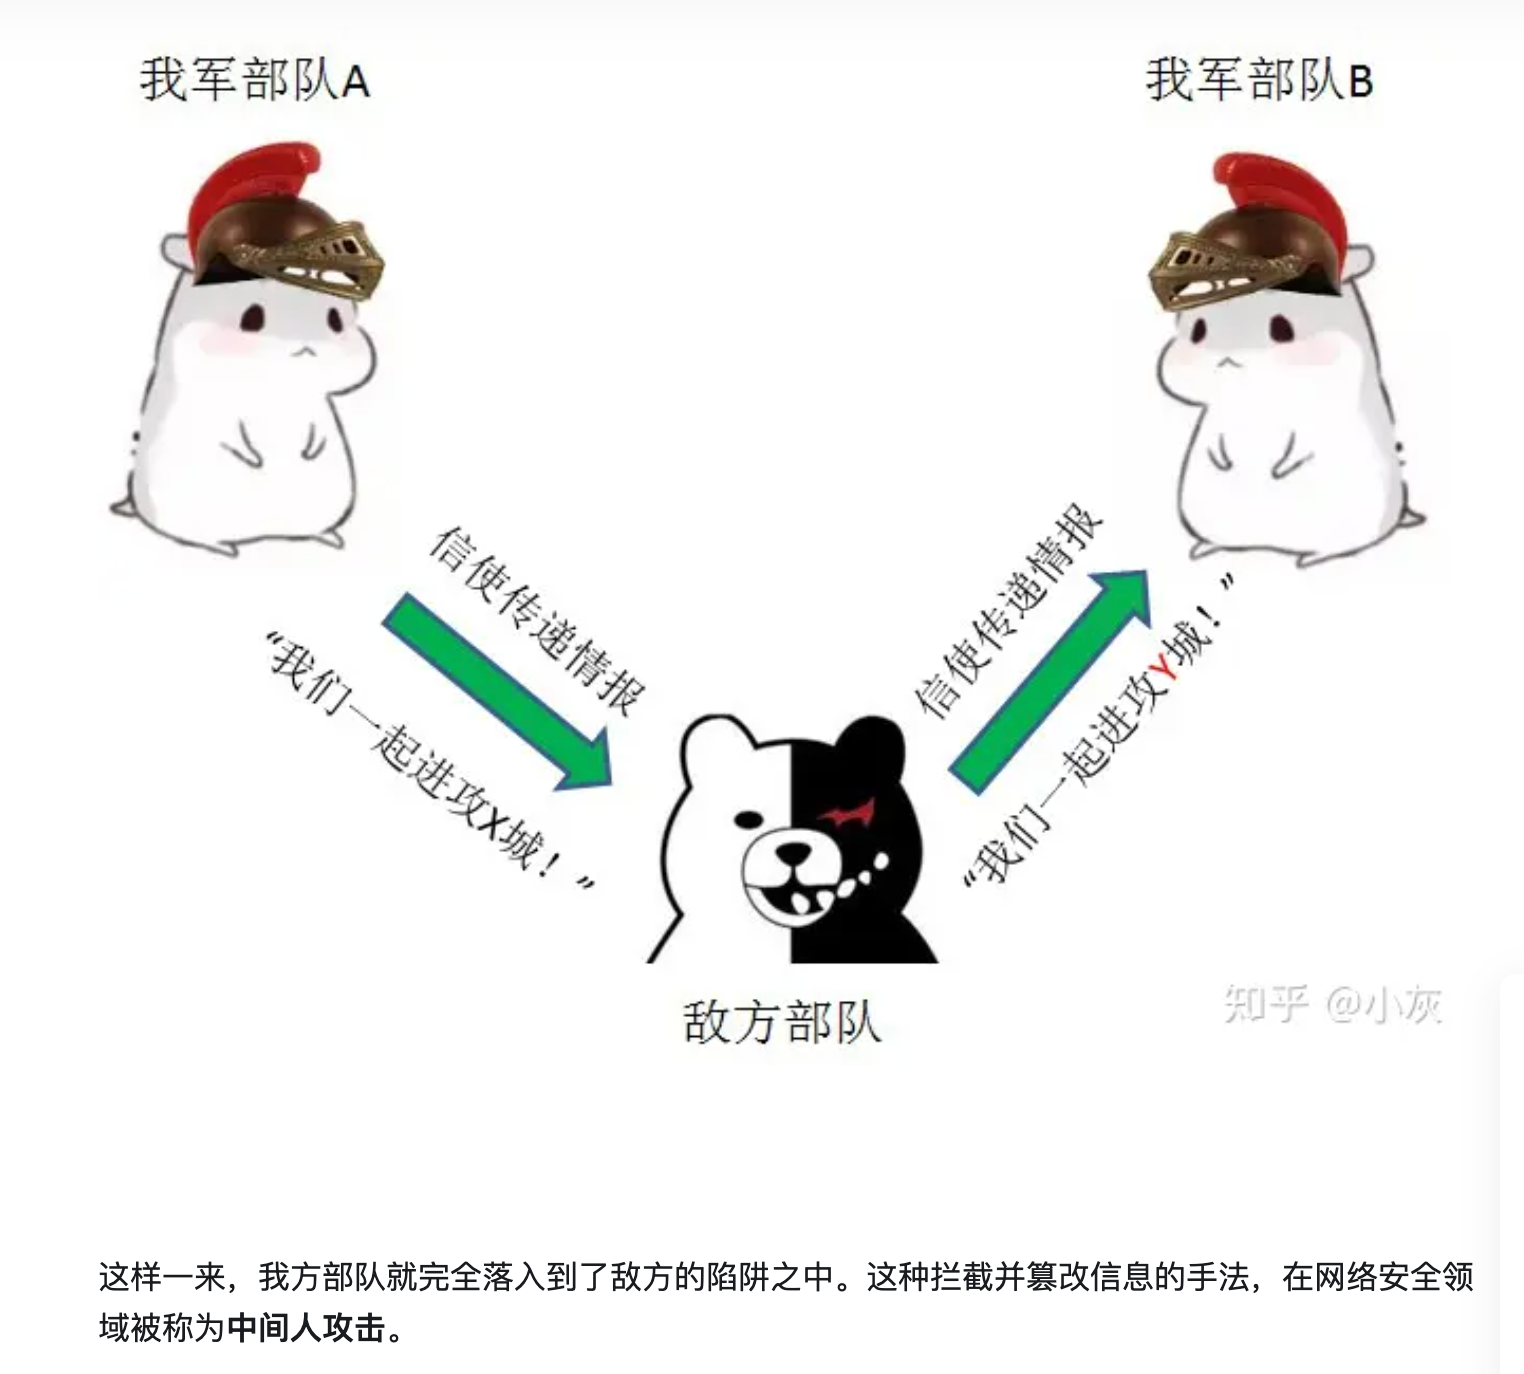 我军部队A
我军部队B
信使传递情报
“我们一起进攻X城！”
信使传递情报
“我们一起进攻Y城！”
敌方部队
知乎 @小灰
这样一来，我方部队就完全落入到了敌方的陷阱之中。这种拦截并篡改信息的手法，在网络安全领
域被称为中间人攻击。